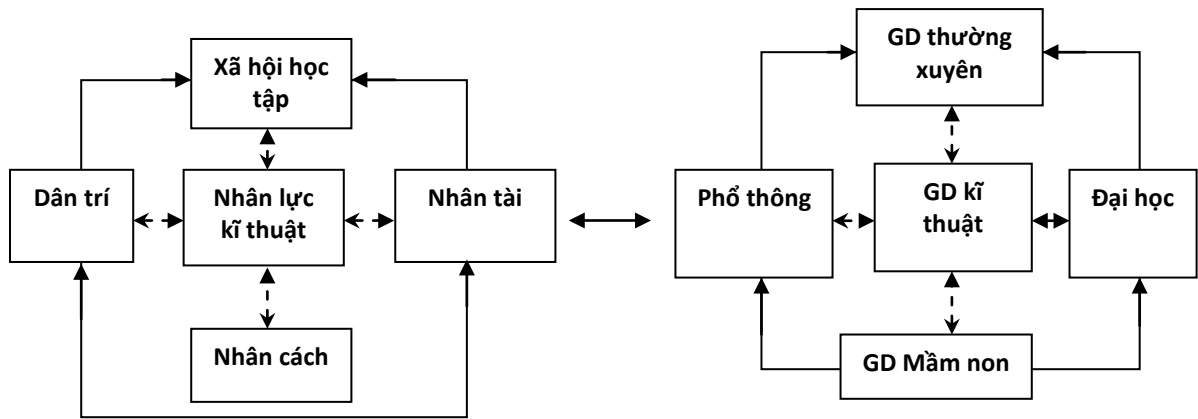 Xã hội học
tập
Dân trí
Nhân lực
kĩ thuật
Nhân tài
Nhân cách
GD thường
xuyên
Phổ thông
GD kĩ
thuật
Đại học
GD Mầm non